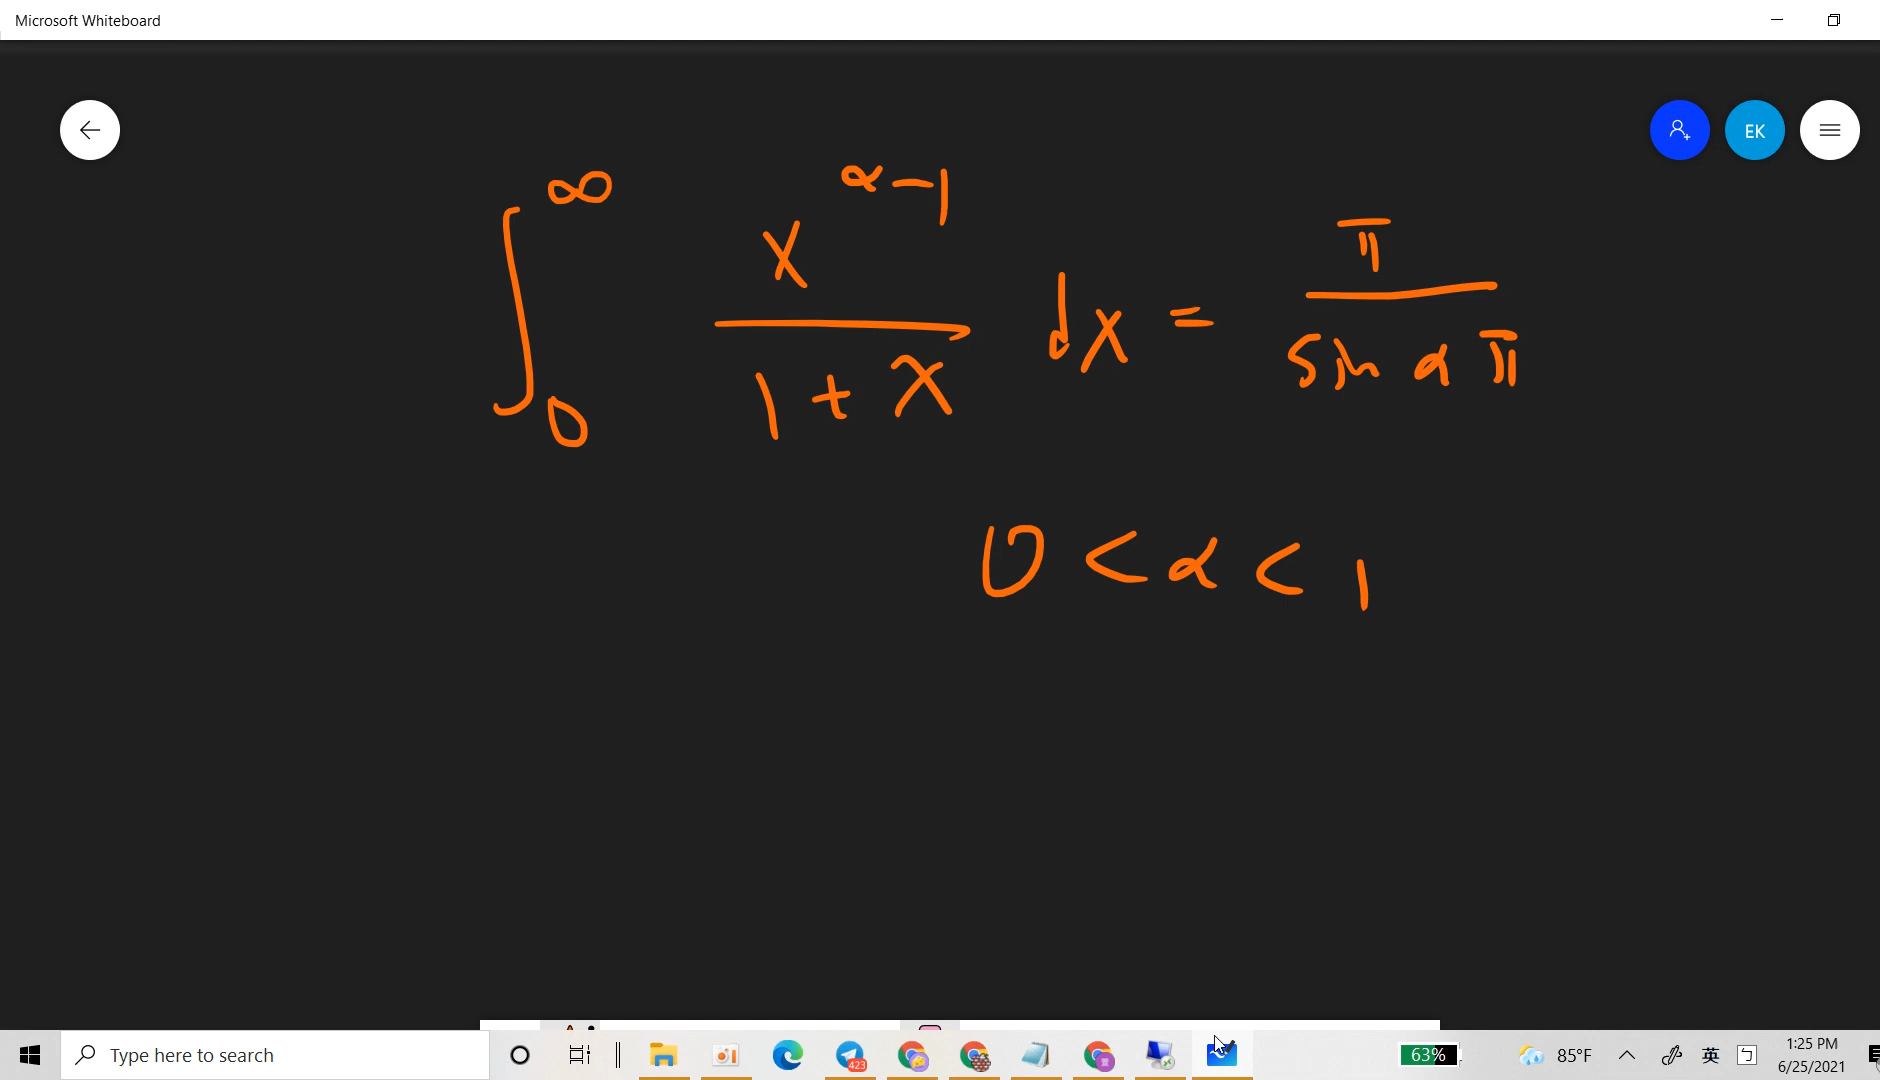 Microsoft Whiteboard
EK
∫₀^∞ x^(α-1) / (1+x) dx = π / (sin α π)
0 < α < 1
Type here to search
423
63%
85°F
英
1:25 PM
6/25/2021